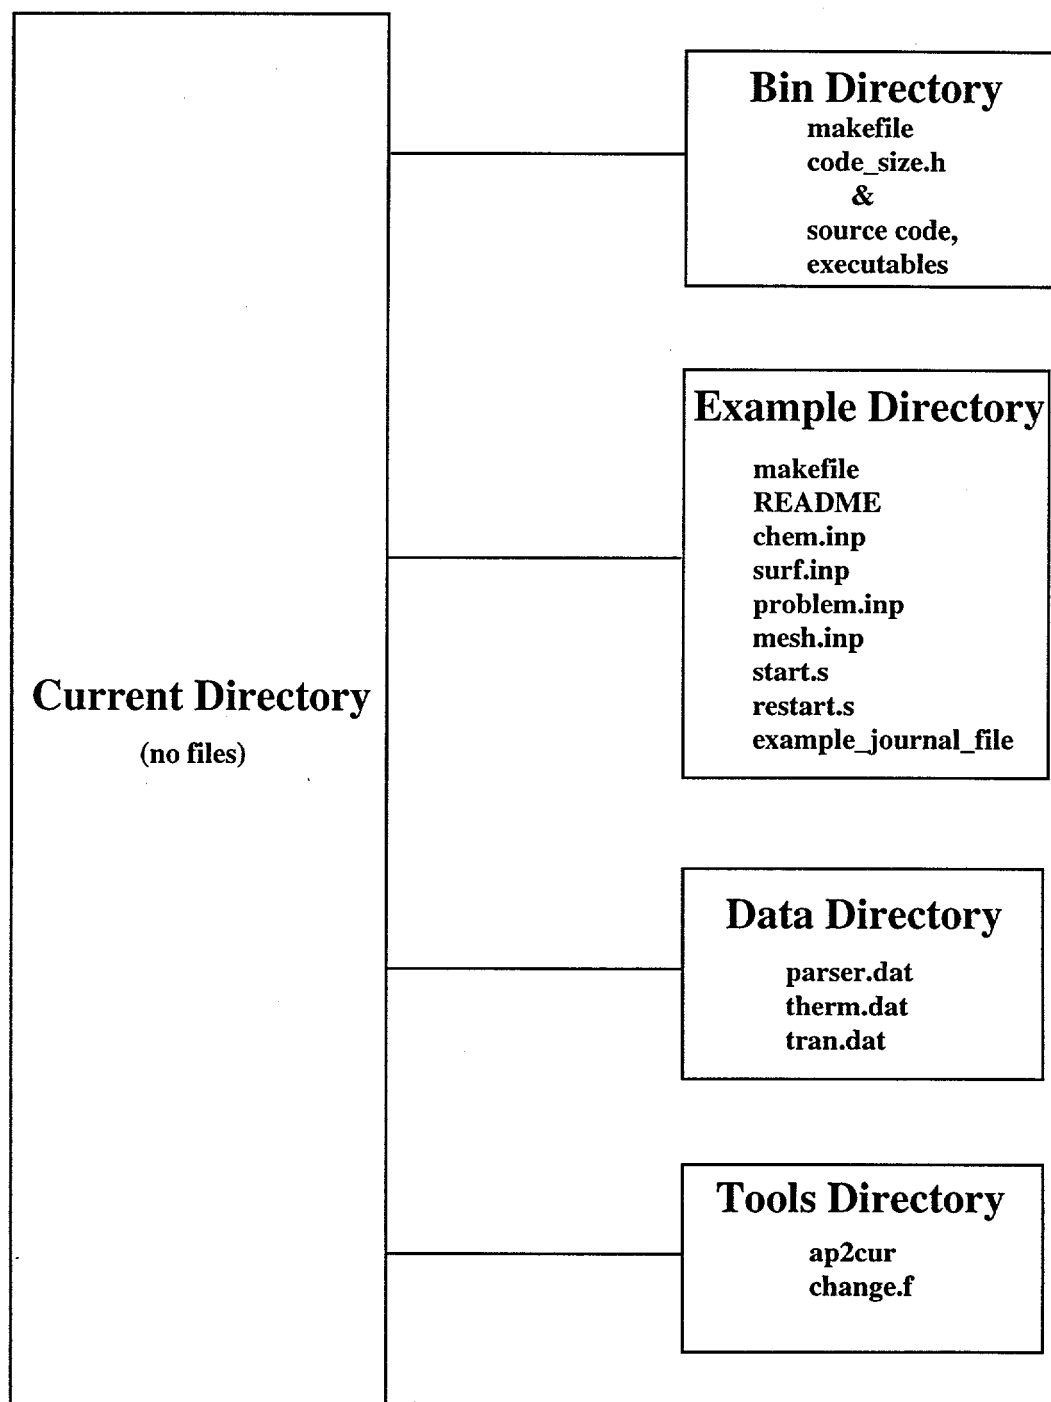 Bin Directory
makefile
code_size.h
&
source code,
executables
Example Directory
makefile
README
chem.inp
surf.inp
problem.inp
mesh.inp
start.s
restart.s
example_journal_file
Current Directory
(no files)
Data Directory
parser.dat
therm.dat
tran.dat
Tools Directory
ap2cur
change.f